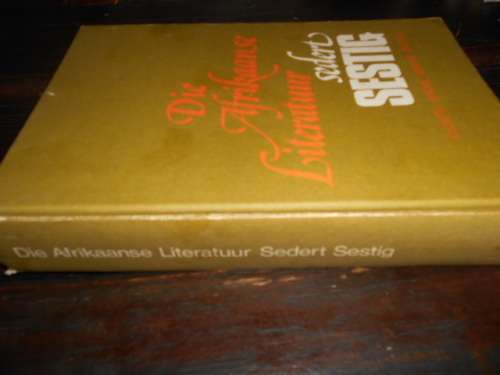 Die
Afrikaanse
Literatuur
sedert
SESTIG
Die Afrikaanse Literatuur Sedert Sestig